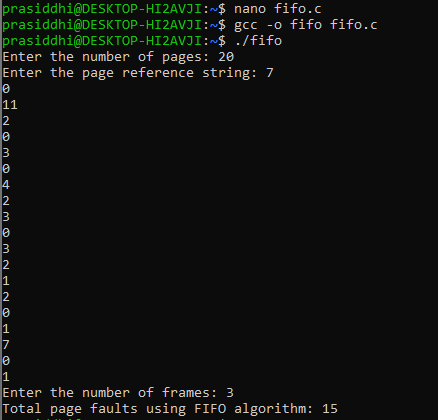 prasiddhi@DESKTOP-HI2AVJI:~$ nano fifo.c
prasiddhi@DESKTOP-HI2AVJI:~$ gcc -o fifo fifo.c
prasiddhi@DESKTOP-HI2AVJI:~$ ./fifo
Enter the number of pages: 20
Enter the page reference string: 7
0
11
2
0
3
0
4
2
3
0
3
2
1
2
0
1
7
0
1
Enter the number of frames: 3
Total page faults using FIFO algorithm: 15